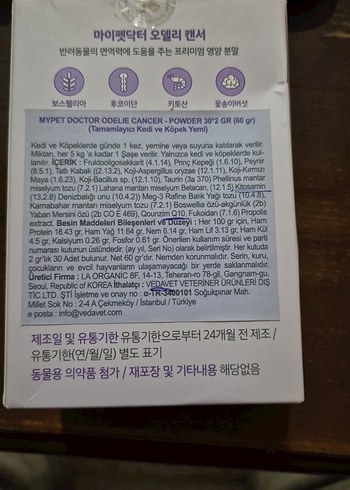 마이펫닥터 오델리 캔서
반려동물의 면역력에 도움을 주는 프리미엄 영양 분말
보스웰리아 후코이단 키토산 꽃송이버섯
MYPET DOCTOR ODELIE CANCER - POWDER 30*2 GR (60 gr)
(Tamamlayıcı Kedi ve Köpek Yemi)
Kedi ve Köpeklerde günde 1 kez, yemine veya suyuna katılarak verilir.
Miktarı, her 5 kg 'a kadar 1 Şase verilir. Yalnızca kedi ve köpeklerde kul-
lanılır. İÇERİK : Fruktooligosakkarit (4.1.14), Prinç Kepeği (1.6.10), Peynir
(8.5.1), Tatlı Kabak ((2.13.2), Koji-Aspergillus oryzae (12.1.11), Koji-Kırmızı
Maya (1.6.23), Koji-Bacillus sp. (12.1.10), Taurin (3a 370) Phellinus mantar
miselyum tozu (7.2.1) Lahana mantarı miselyum Betacan, (12.1.5) Kitosamin
(13.2.8) Denizbalığı unu (10.4.2)) Meg-3 Rafine Balık Yağı tozu (10.4.8),
Karnabahar mantarı miselyum tozu (7.2.1) Boswellia özü-ekgünlük (2b)
Yaban Mersini özü (2b CO E 469), Qourızim Q10, Fukoidan (7.1.6) Propolis
extract. Besin Maddeleri Bileşenleri ve Düzeyi : Her 100 gr için, Ham
Protein 18.43 gr, Ham Yağ 11.64 gr, Nem 6.14 gr, Ham Lif 3.13 gr, Ham Kül
4.5 gr, Kalsiyum 0.26 gr, Fosfor 0.61 gr. Önerilen kullanım süresi ve parti
numarası kutunun üstündedir. (ay yıl, Seri No) olarak belirtilmiştir. Her kutuda
2 gr'lık 30 Adet bulunur. Net 60 gr'dır. Nemden korunmalıdır. Serin, kuru,
çocukların ve evcil hayvanların ulaşamayacağı bir yerde saklanmalıdır.
Üretici Firma : LA ORGANIC 8F, 14-13, Teheran-ro 78-gil, Gangnam-gu,
Seoul, Republic of KOREA İthalatçı : VEDAVET VETERİNER ÜRÜNLERİ DIŞ
TİC.LTD. ŞTİ İşletme ve onay no : α-TR-3400101 Soğukpınar Mah.
Millet Sok No : 2-4 A Çekmeköy / İstanbul / Türkiye
e posta : info@vedavet.com
제조일 및 유통기한 유통기한으로부터 24개월 전 제조 /
유통기한(연/월/일) 별도 표기
동물용 의약품 첨가 / 재포장 및 기타내용 해당없음